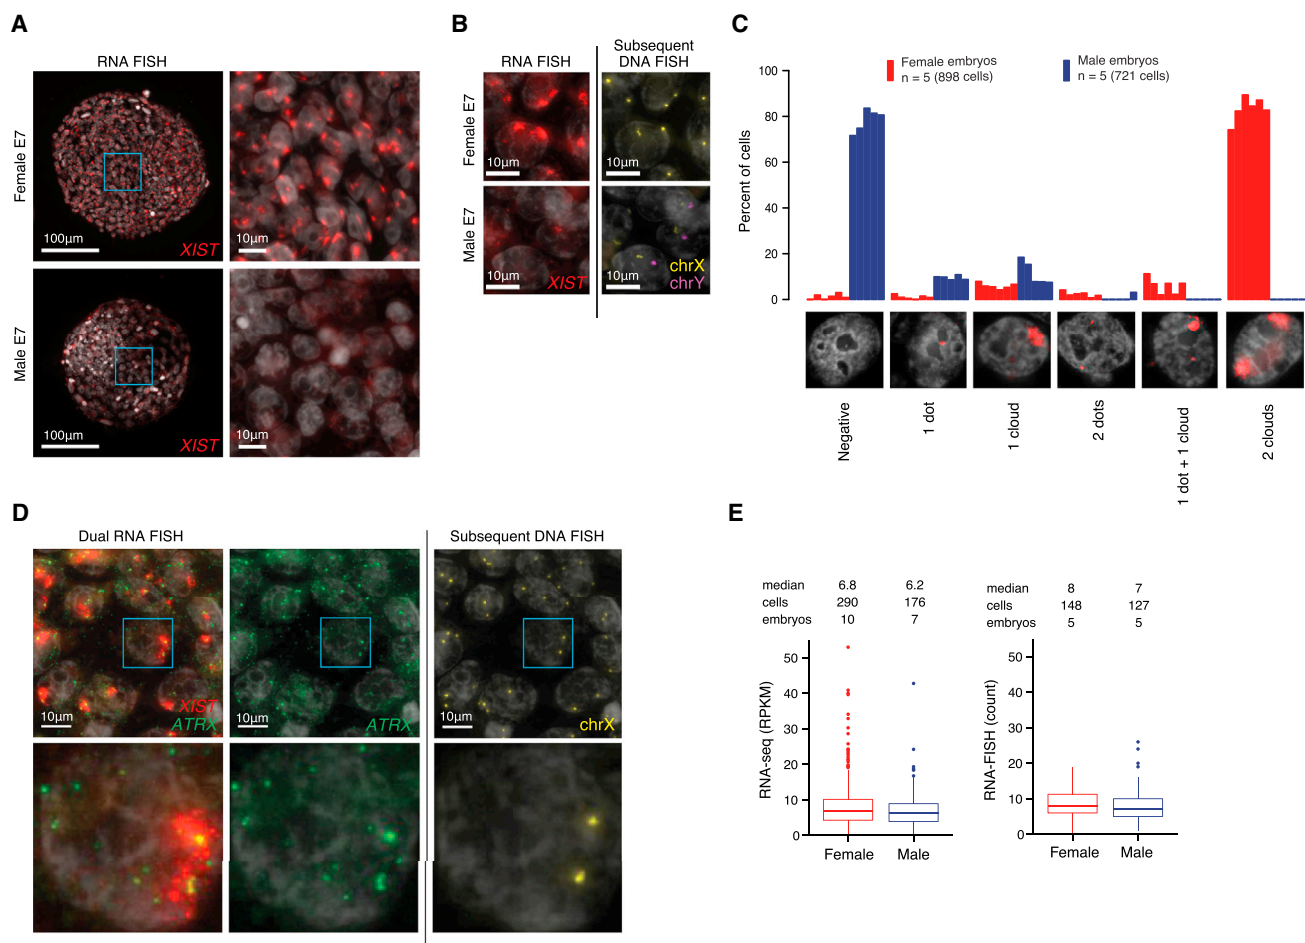 A
RNA FISH
Female E7
100µm
XIST
10µm
Male E7
100µm
XIST
10µm
B
RNA FISH
Subsequent
DNA FISH
Female E7
10µm
10µm
Male E7
10µm
XIST
10µm
chrX
chrY
C
Female embryos
n = 5 (898 cells)
Male embryos
n = 5 (721 cells)
Percent of cells
100
80
60
40
20
0
Negative
1 dot
1 cloud
2 dots
1 dot + 1 cloud
2 clouds
D
Dual RNA FISH
Subsequent DNA FISH
10µm
XIST
ATRX
10µm
ATRX
10µm
chrX
E
median 6.8 6.2
cells 290 176
embryos 10 7
RNA-seq (RPKM)
50
40
30
20
10
0
Female Male
median 8 7
cells 148 127
embryos 5 5
RNA-FISH (count)
50
40
30
20
10
0
Female Male